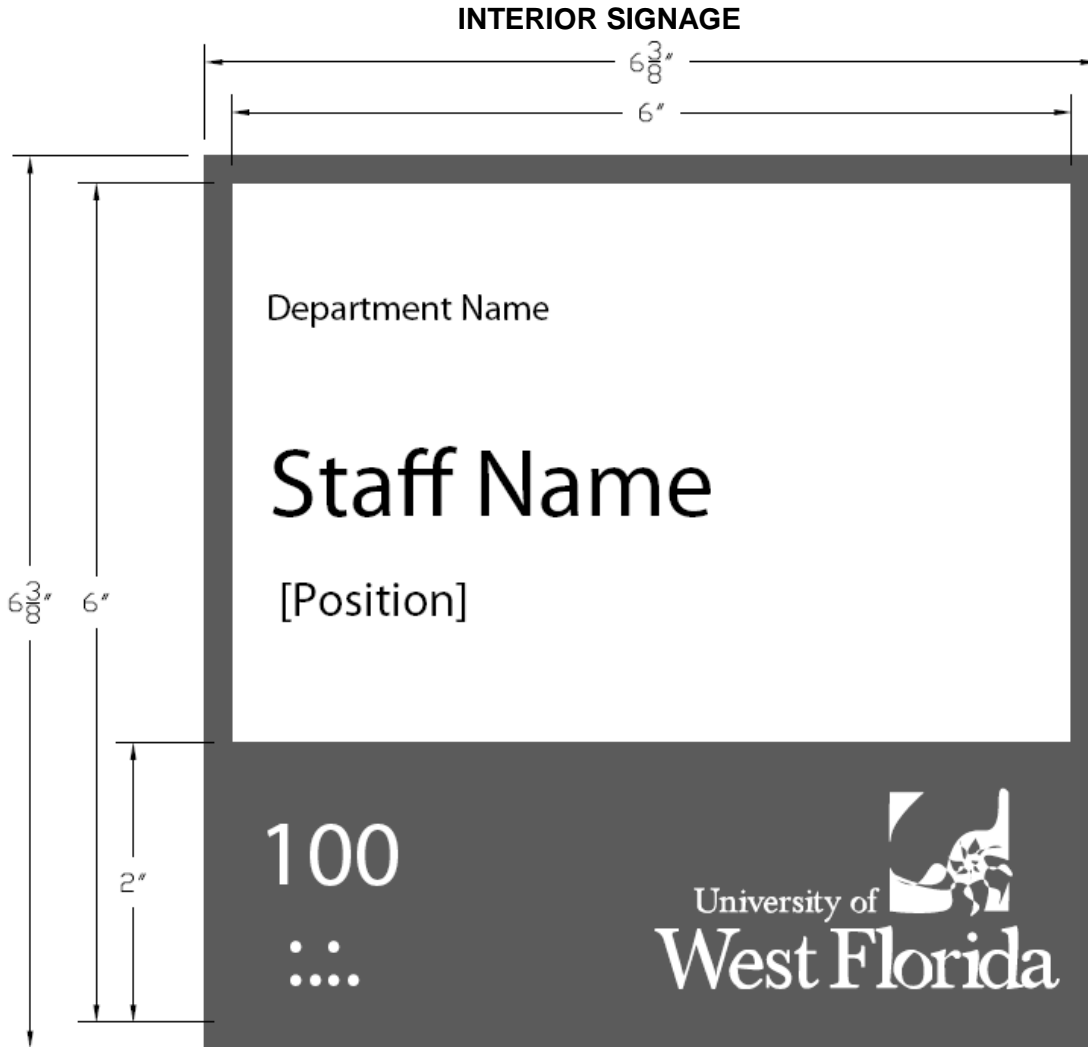 INTERIOR SIGNAGE
6 3/8"
6"
Department Name
Staff Name
[Position]
6 3/8" 6"
2"
100
University of
West Florida